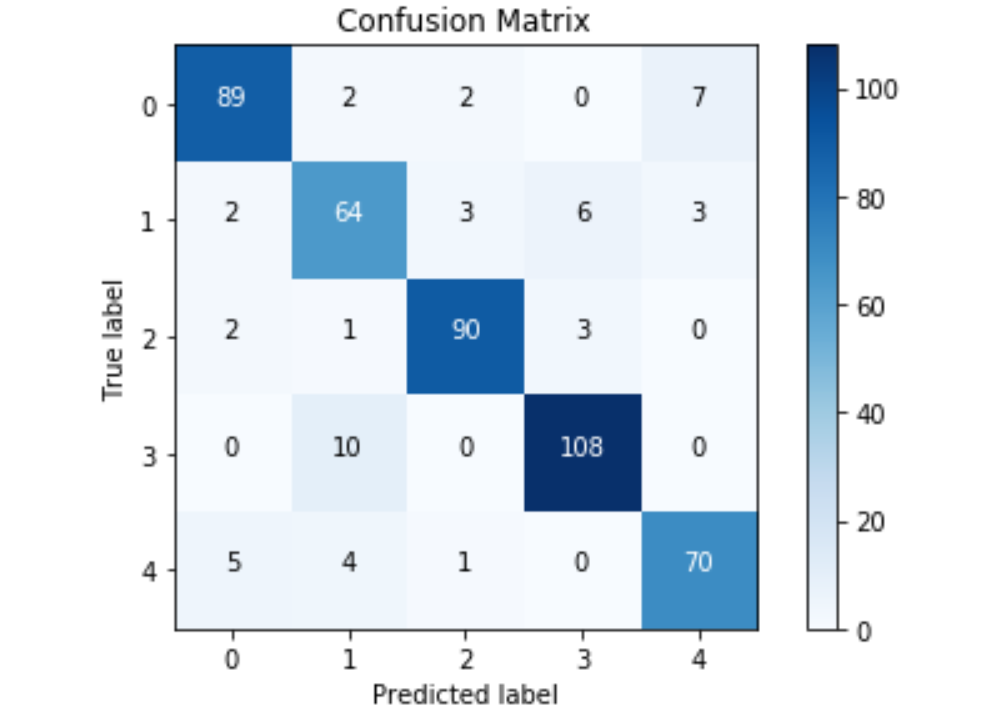 Confusion Matrix
0 89 2 2 0 7
1 2 64 3 6 3
2 2 1 90 3 0
3 0 10 0 108 0
4 5 4 1 0 70
0 1 2 3 4
Predicted label
True label
100
80
60
40
20
0